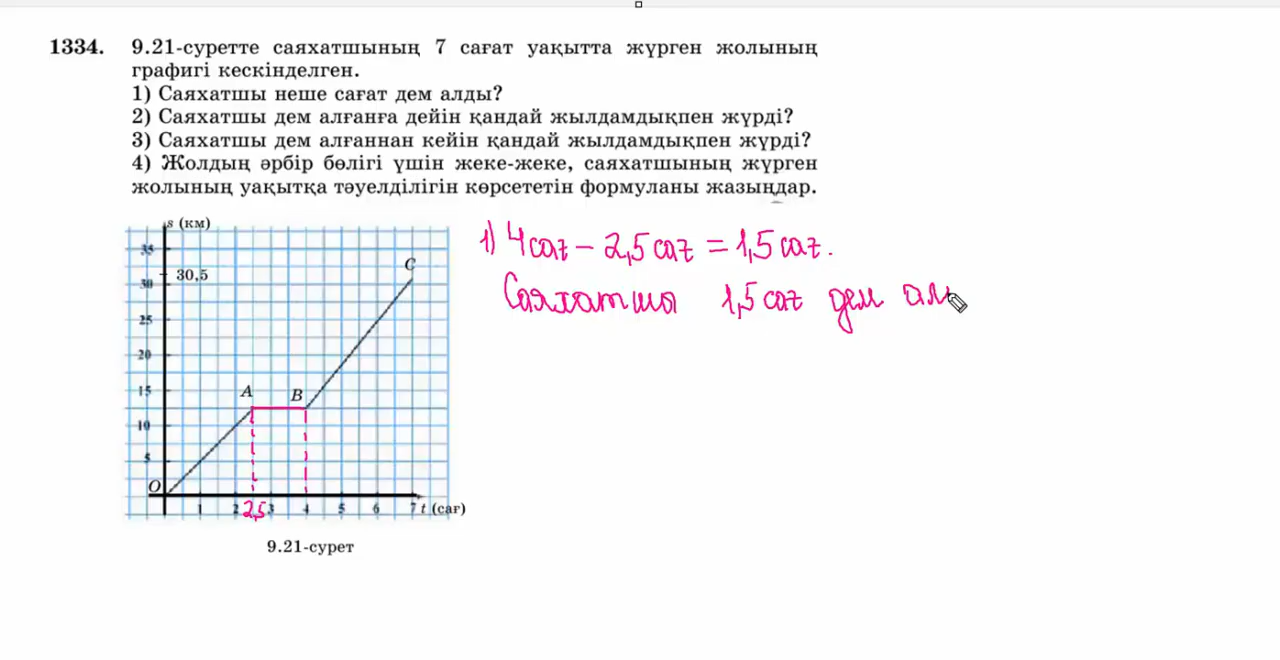 1334. 9.21-суретте саяхатшының 7 сағат уақытта жүрген жолының
графигі кескінделген.
1) Саяхатшы неше сағат дем алды?
2) Саяхатшы дем алғанға дейін қандай жылдамдықпен жүрді?
3) Саяхатшы дем алғаннан кейін қандай жылдамдықпен жүрді?
4) Жолдың әрбір бөлігі үшін жеке-жеке, саяхатшының жүрген
жолының уақытқа тәуелділігін көрсететін формуланы жазыңдар.
s (км)
35
30,5
30
25
20
15
10
5
C
A B
O
1 2 2,5 3 4 5 6 7 t (сағ)
9.21-сурет
1) 4 сағ – 2,5 сағ = 1,5 сағ.
Саяхатшы 1,5 сағ дем ал